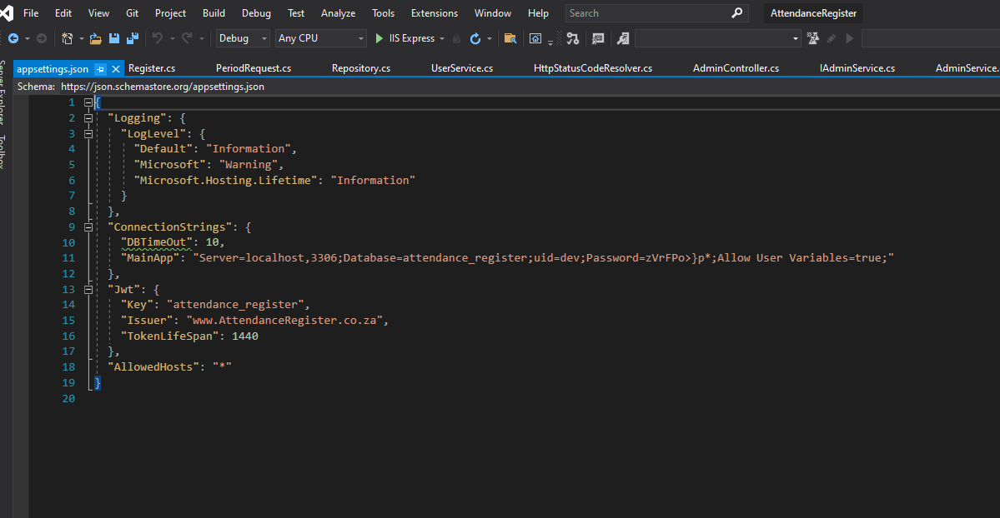 File Edit View Git Project Build Debug Test Analyze Tools Extensions Window Help Search AttendanceRegister
Debug Any CPU IIS Express
appsettings.json Register.cs PeriodRequest.cs Repository.cs UserService.cs HttpStatusCodeResolver.cs AdminController.cs IAdminService.cs AdminService.
Schema: https://json.schemastore.org/appsettings.json
Server Explorer
Toolbox
1 {
2 "Logging": {
3 "LogLevel": {
4 "Default": "Information",
5 "Microsoft": "Warning",
6 "Microsoft.Hosting.Lifetime": "Information"
7 }
8 },
9 "ConnectionStrings": {
10 "DBTimeOut": 10,
11 "MainApp": "Server=localhost,3306;Database=attendance_register;uid=dev;Password=zVrFPo>}p*;Allow User Variables=true;"
12 },
13 "Jwt": {
14 "Key": "attendance_register",
15 "Issuer": "www.AttendanceRegister.co.za",
16 "TokenLifeSpan": 1440
17 },
18 "AllowedHosts": "*"
19 }
20